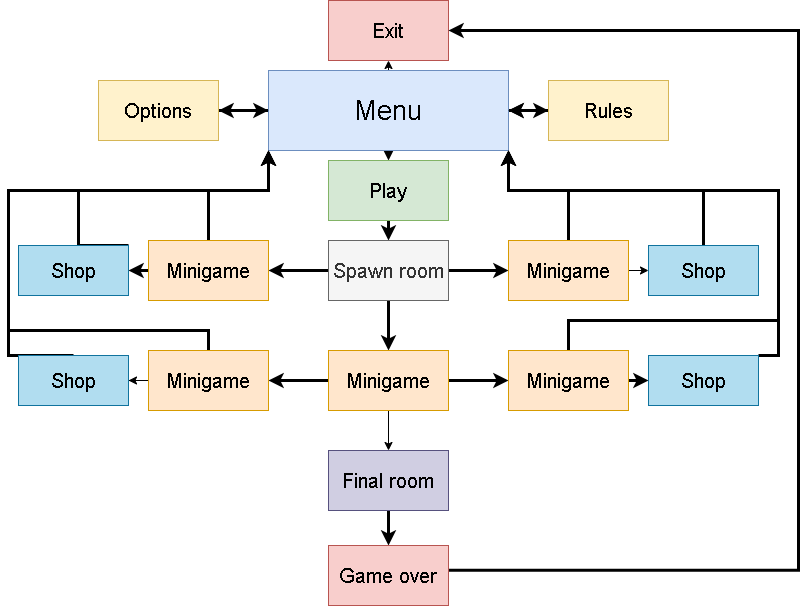 Exit
Options
Menu
Rules
Play
Shop
Minigame
Spawn room
Minigame
Shop
Shop
Minigame
Minigame
Minigame
Shop
Final room
Game over